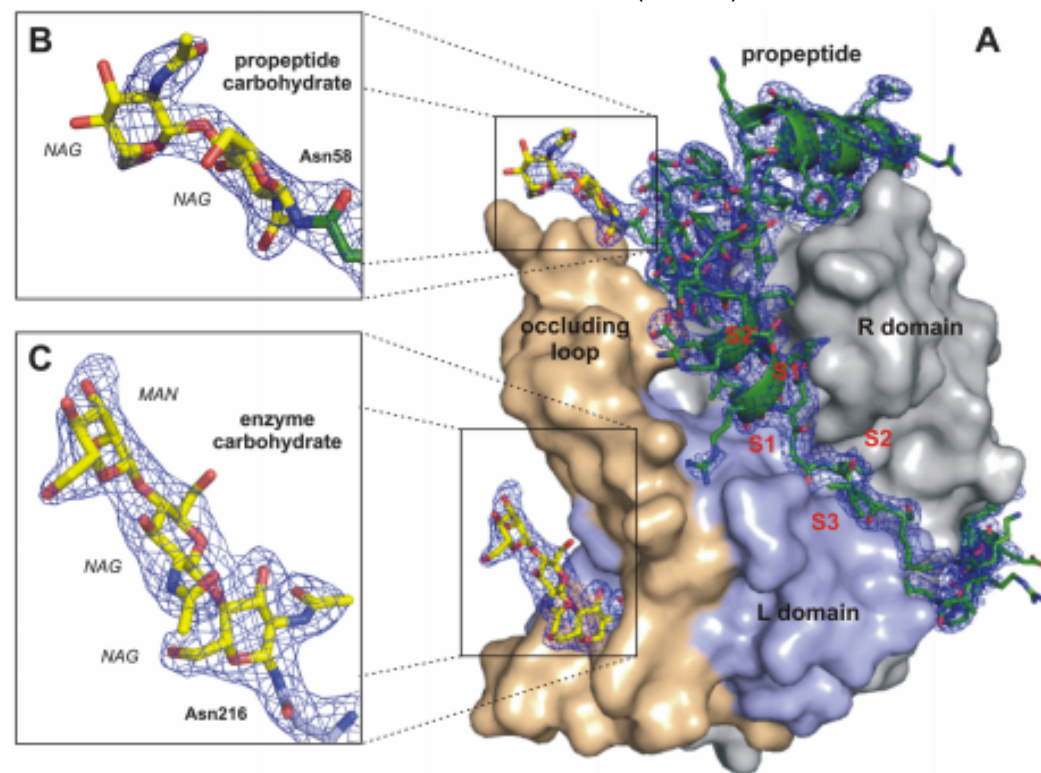 B
propeptide
carbohydrate
NAG
NAG
Asn58
A
propeptide
occluding
loop
R domain
S2
S1
S1
S2
S3
L domain
C
MAN
enzyme
carbohydrate
NAG
NAG
Asn216